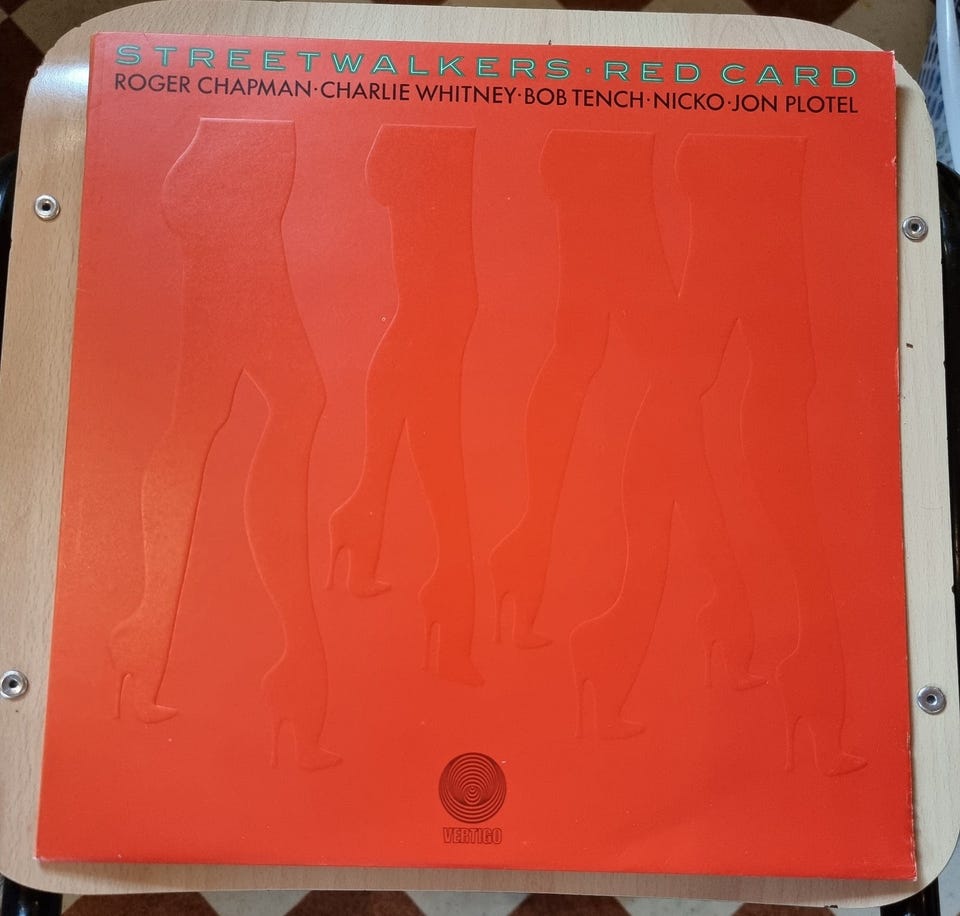 STREETWALKERS·RED CARD
ROGER CHAPMAN·CHARLIE WHITNEY·BOB TENCH·NICKO·JON PLOTEL
VERTIGO